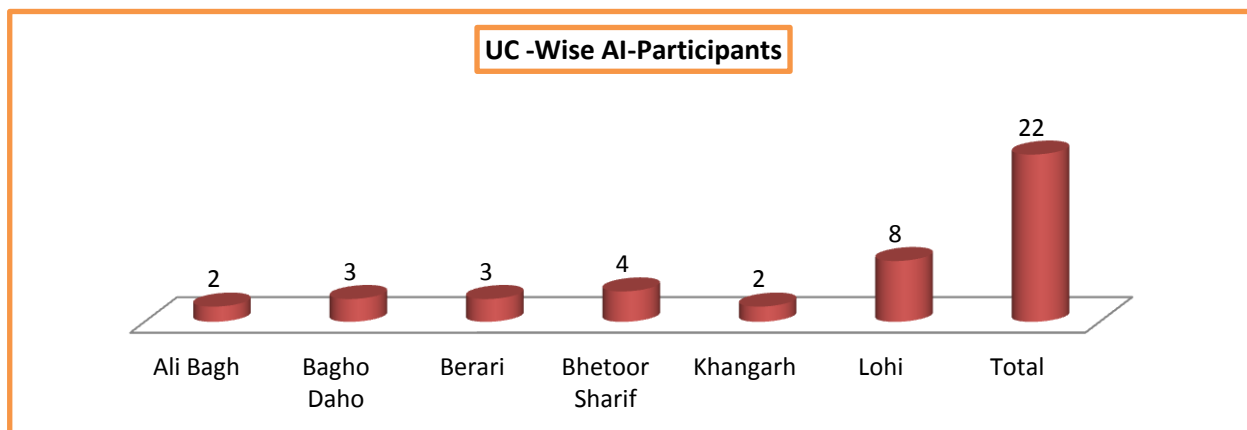 UC -Wise AI-Participants
22
8
4
3
3
2
2
Ali Bagh
Bagho
Daho
Berari
Bhetoor
Sharif
Khangarh
Lohi
Total